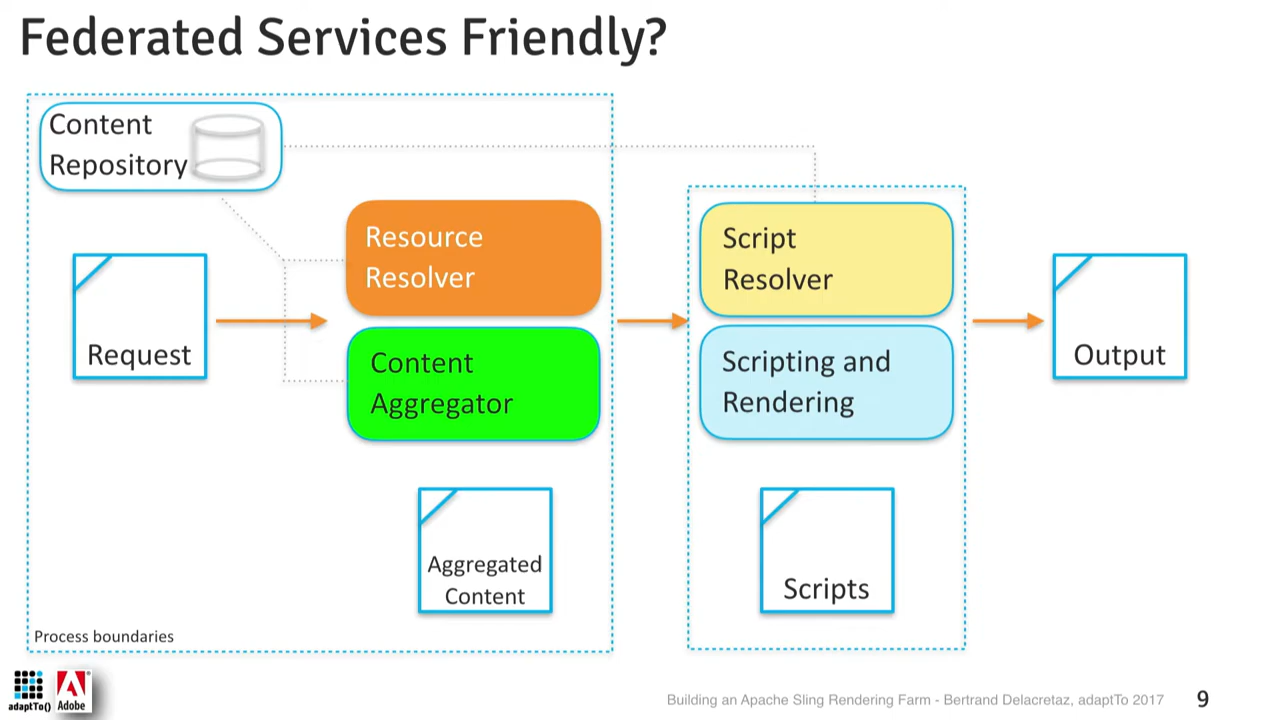 Federated Services Friendly?
Content
Repository
Resource
Resolver
Script
Resolver
Request
Content
Aggregator
Scripting and
Rendering
Output
Aggregated
Content
Scripts
Process boundaries
adaptTo()
Adobe
Building an Apache Sling Rendering Farm - Bertrand Delacretaz, adaptTo 2017
9